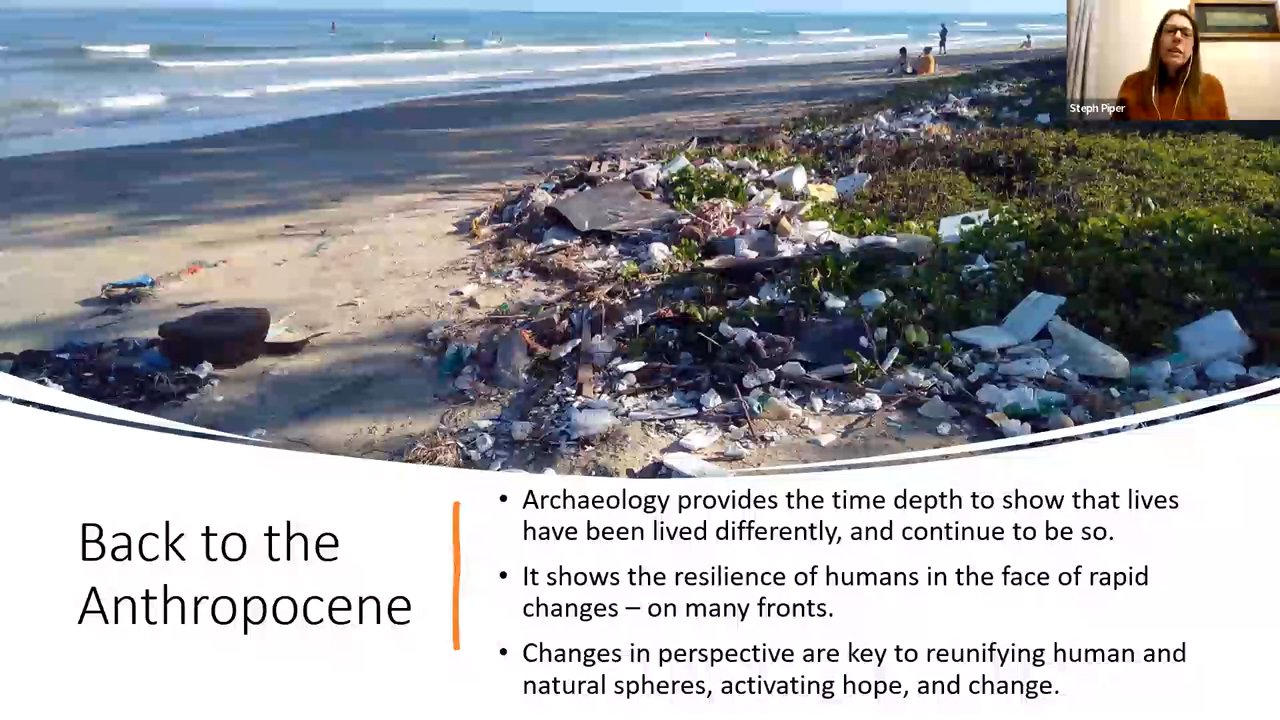 Steph Piper
Back to the
Anthropocene
• Archaeology provides the time depth to show that lives
have been lived differently, and continue to be so.
• It shows the resilience of humans in the face of rapid
changes – on many fronts.
• Changes in perspective are key to reunifying human and
natural spheres, activating hope, and change.